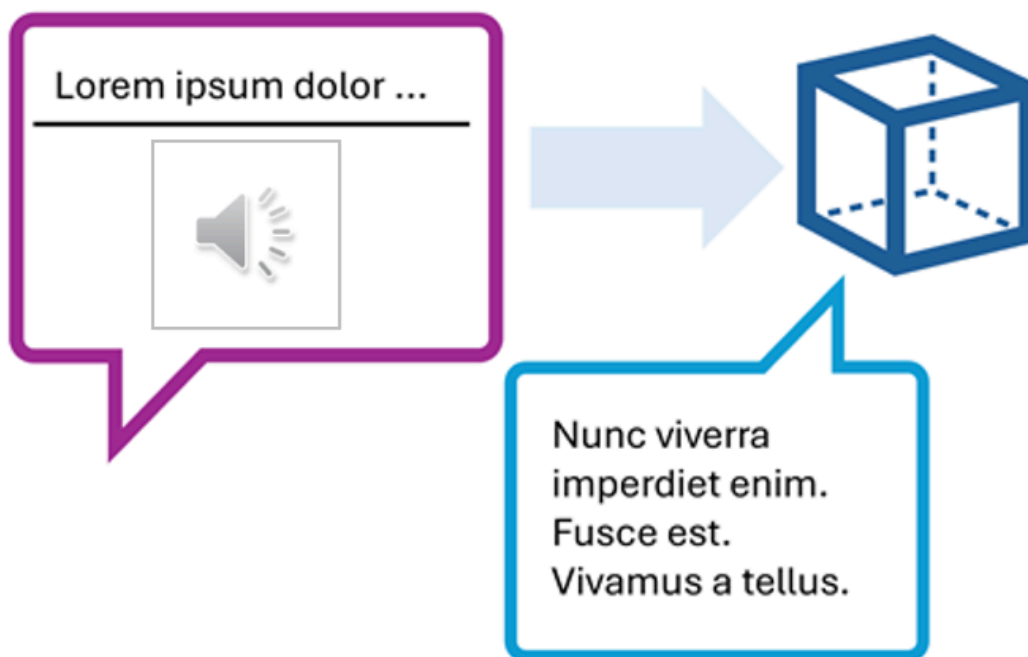 Lorem ipsum dolor ...
Nunc viverra
imperdiet enim.
Fusce est.
Vivamus a tellus.